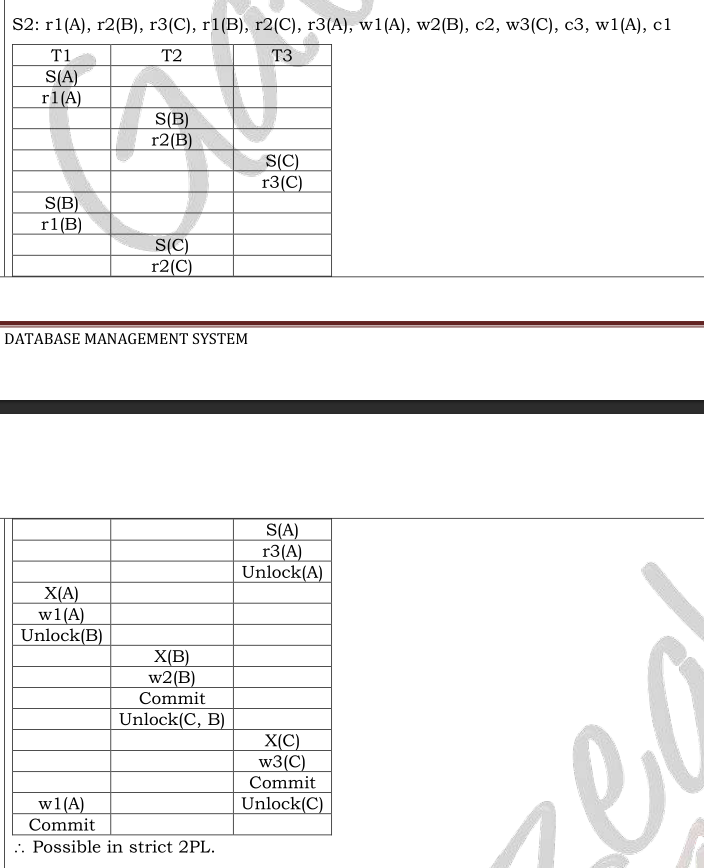 S2: r1(A), r2(B), r3(C), r1(B), r2(C), r3(A), w1(A), w2(B), c2, w3(C), c3, w1(A), c1
T1 T2 T3
S(A)
r1(A)
S(B)
r2(B)
S(C)
r3(C)
S(B)
r1(B)
S(C)
r2(C)
DATABASE MANAGEMENT SYSTEM
S(A)
r3(A)
Unlock(A)
X(A)
w1(A)
Unlock(B)
X(B)
w2(B)
Commit
Unlock(C, B)
X(C)
w3(C)
Commit
w1(A) Unlock(C)
Commit
∴ Possible in strict 2PL.